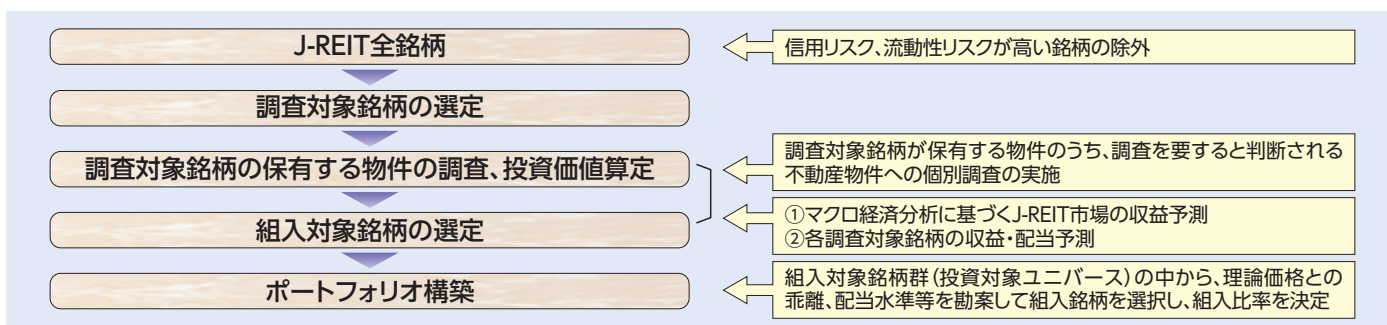 J-REIT全銘柄
信用リスク、流動性リスクが高い銘柄の除外
調査対象銘柄の選定
調査対象銘柄の保有する物件の調査、投資価値算定
調査対象銘柄が保有する物件のうち、調査を要すると判断される
不動産物件への個別調査の実施
組入対象銘柄の選定
①マクロ経済分析に基づくJ-REIT市場の収益予測
②各調査対象銘柄の収益・配当予測
ポートフォリオ構築
組入対象銘柄群（投資対象ユニバース）の中から、理論価格との
乖離、配当水準等を勘案して組入銘柄を選択し、組入比率を決定